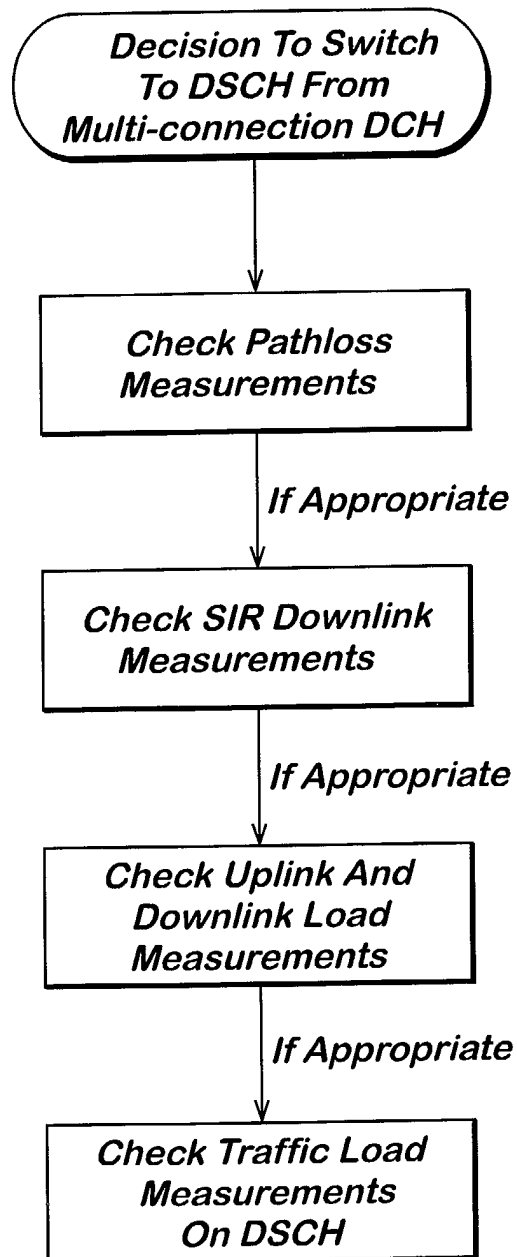 Decision To Switch
To DSCH From
Multi-connection DCH
Check Pathloss
Measurements
If Appropriate
Check SIR Downlink
Measurements
If Appropriate
Check Uplink And
Downlink Load
Measurements
If Appropriate
Check Traffic Load
Measurements
On DSCH